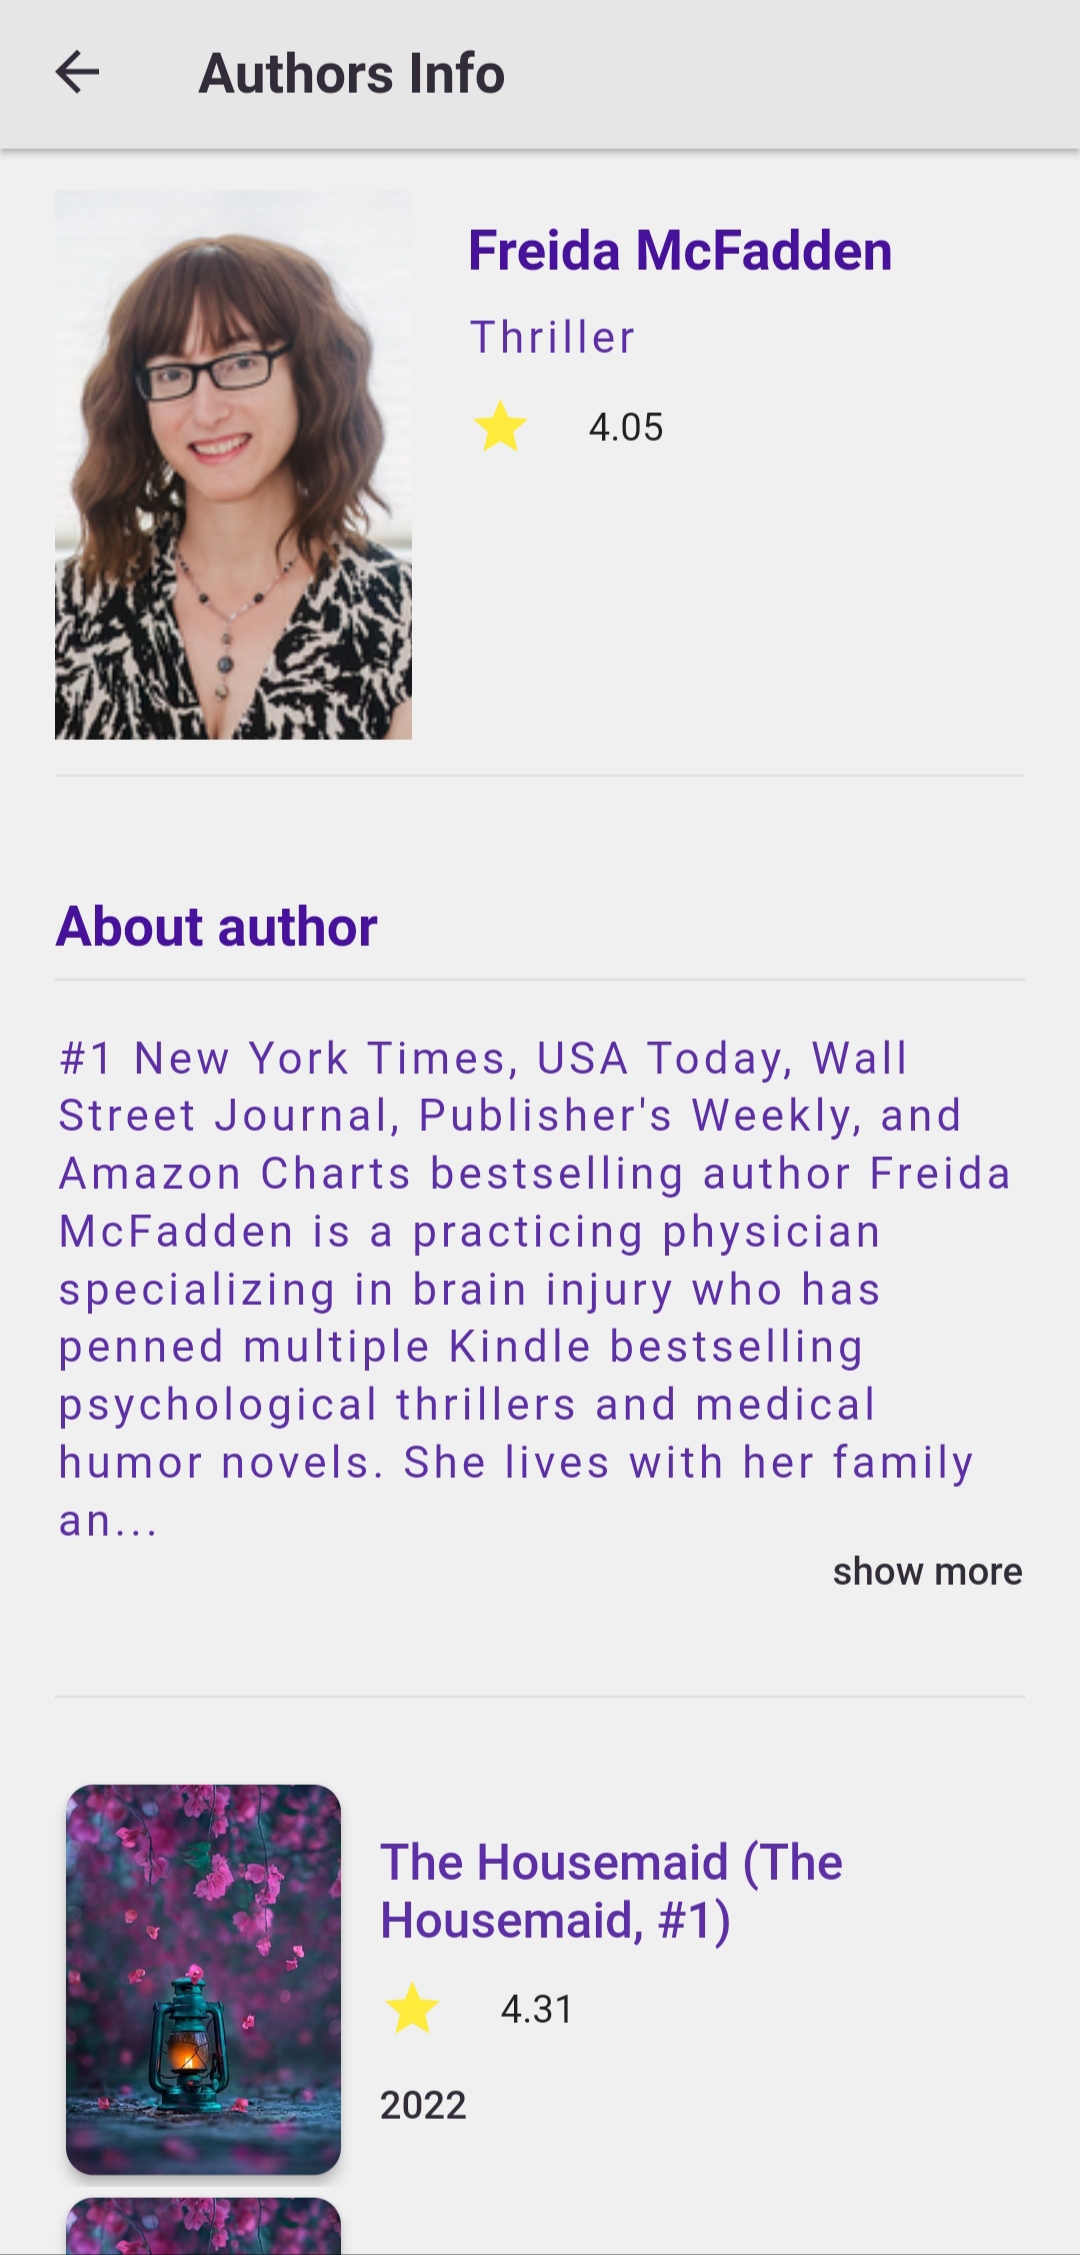 Authors Info
Freida McFadden
Thriller
4.05
About author
#1 New York Times, USA Today, Wall
Street Journal, Publisher's Weekly, and
Amazon Charts bestselling author Freida
McFadden is a practicing physician
specializing in brain injury who has
penned multiple Kindle bestselling
psychological thrillers and medical
humor novels. She lives with her family
an...
show more
The Housemaid (The
Housemaid, #1)
4.31
2022